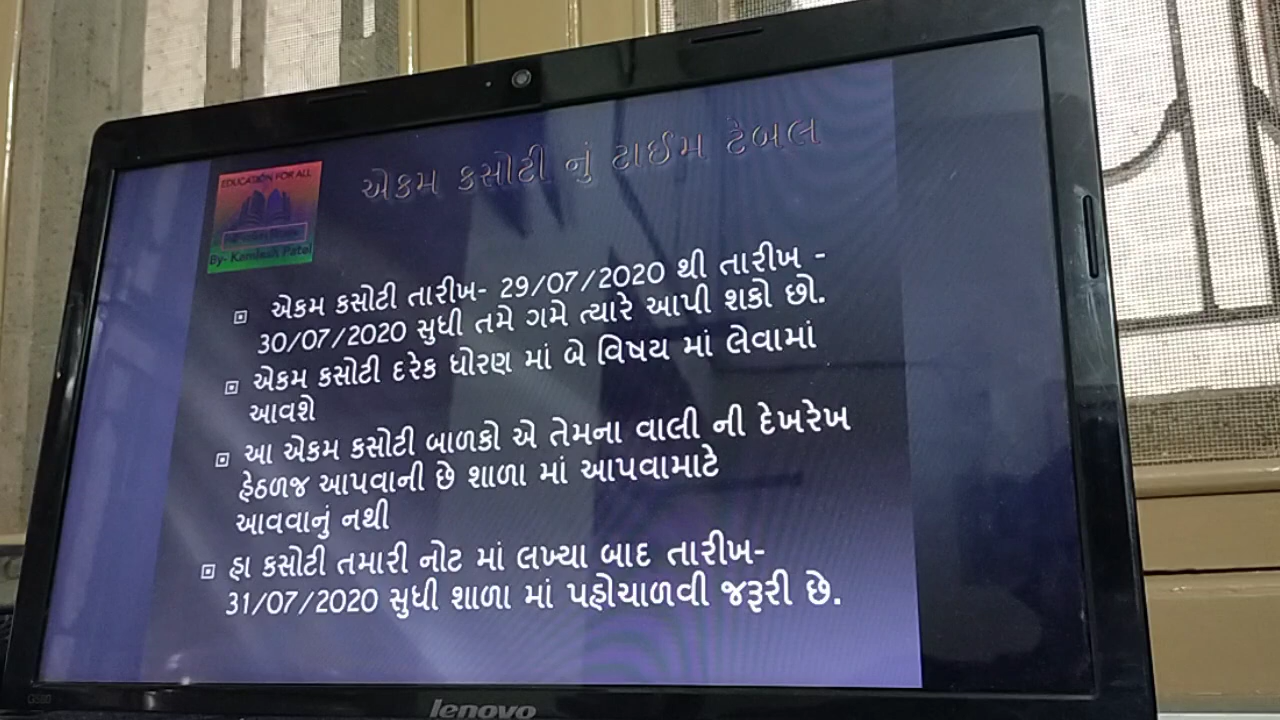 એકમ કસોટી નું ટાઈમ ટેબલ
EDUCATION FOR ALL
By- Kamlesh Patel
એકમ કસોટી તારીખ- 29/07/2020 થી તારીખ -
30/07/2020 સુધી તમે ગમે ત્યારે આપી શકો છો.
એકમ કસોટી દરેક ધોરણ માં બે વિષય માં લેવામાં
આવશે
આ એકમ કસોટી બાળકો એ તેમના વાલી ની દેખરેખ
હેઠળજ આપવાની છે શાળા માં આપવામાટે
આવવાનું નથી
હા કસોટી તમારી નોટ માં લખ્યા બાદ તારીખ-
31/07/2020 સુધી શાળા માં પહોચાળવી જરૂરી છે.
G580
lenovo